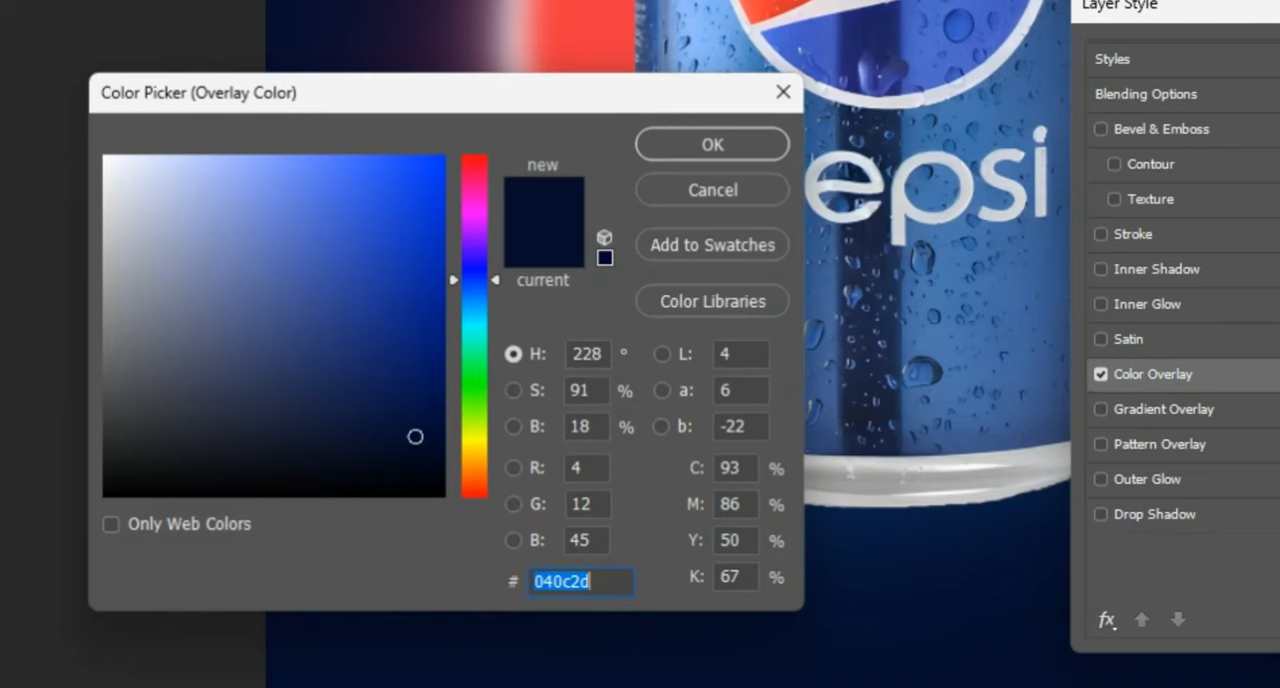 Layer Style
Color Picker (Overlay Color)
new
current
OK
Cancel
Add to Swatches
Color Libraries
H: 228 °
S: 91 %
B: 18 %
R: 4
G: 12
B: 45
# 040c2d
L: 4
a: 6
b: -22
C: 93 %
M: 86 %
Y: 50 %
K: 67 %
Only Web Colors
epsi
Styles
Blending Options
Bevel & Emboss
Contour
Texture
Stroke
Inner Shadow
Inner Glow
Satin
Color Overlay
Gradient Overlay
Pattern Overlay
Outer Glow
Drop Shadow
fx